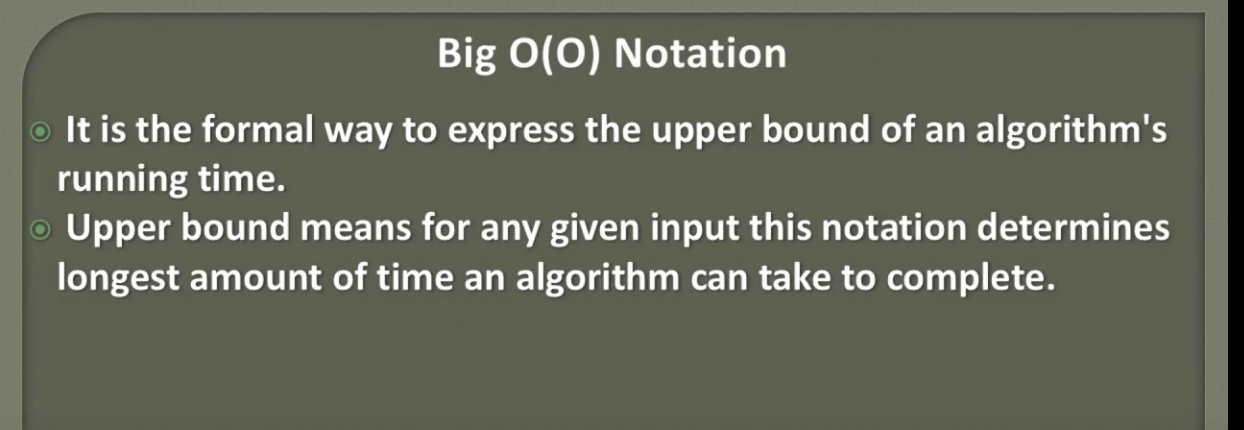 Big O(O) Notation
It is the formal way to express the upper bound of an algorithm's
running time.
Upper bound means for any given input this notation determines
longest amount of time an algorithm can take to complete.